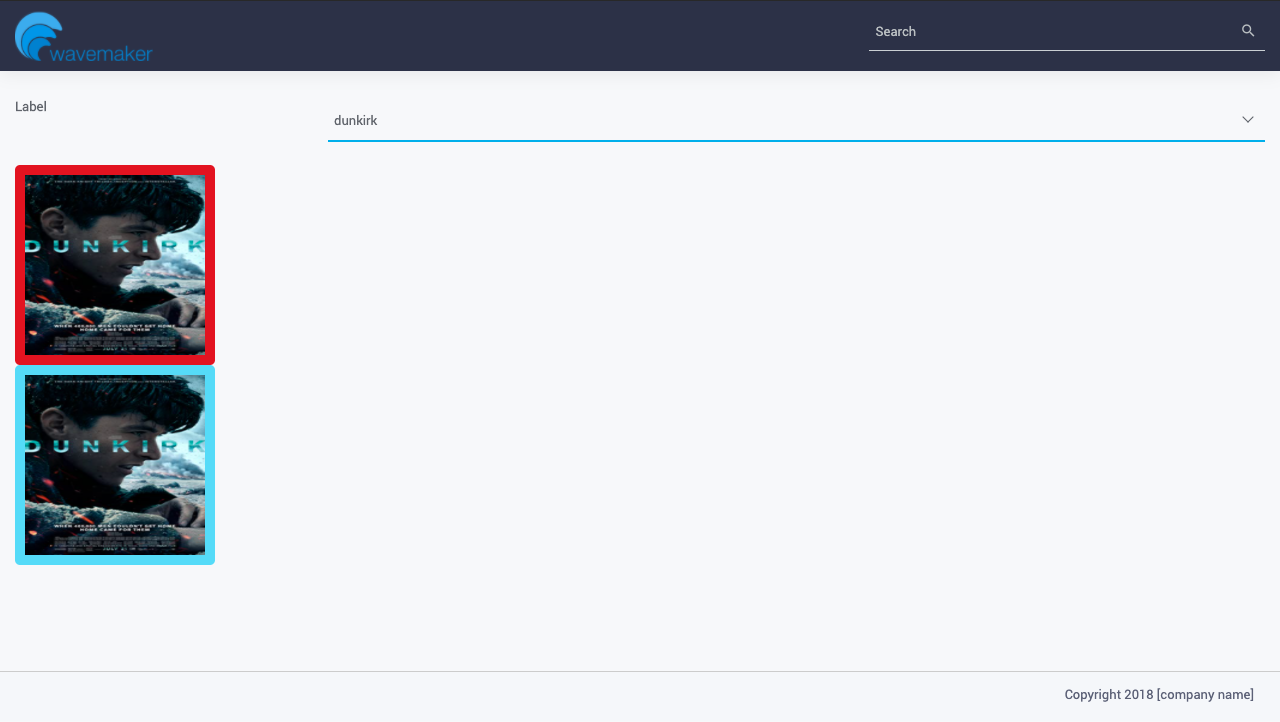 wavemaker
Search
Label
dunkirk
DUNKIRK
WHEN 400,000 MEN COULDN'T GET HOME
HOME CAME FOR THEM
DUNKIRK
WHEN 400,000 MEN COULDN'T GET HOME
HOME CAME FOR THEM
Copyright 2018 [company name]